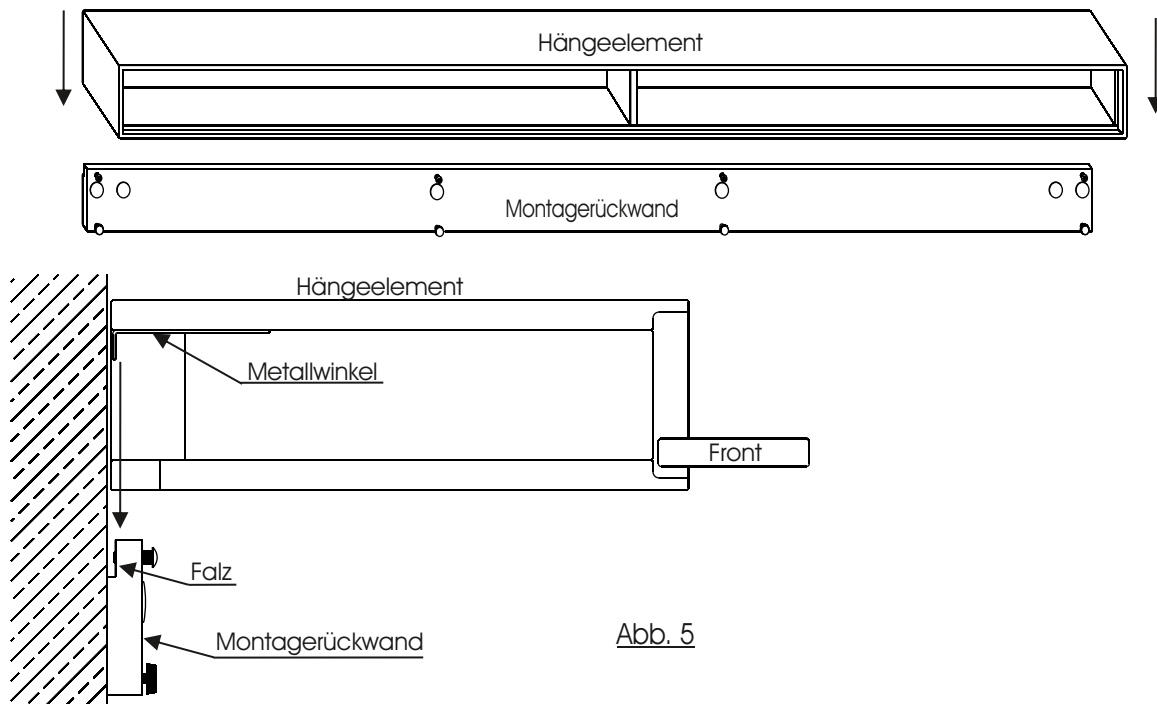 Hängeelement
Montagerückwand
Hängeelement
Metallwinkel
Front
Falz
Montagerückwand
Abb. 5